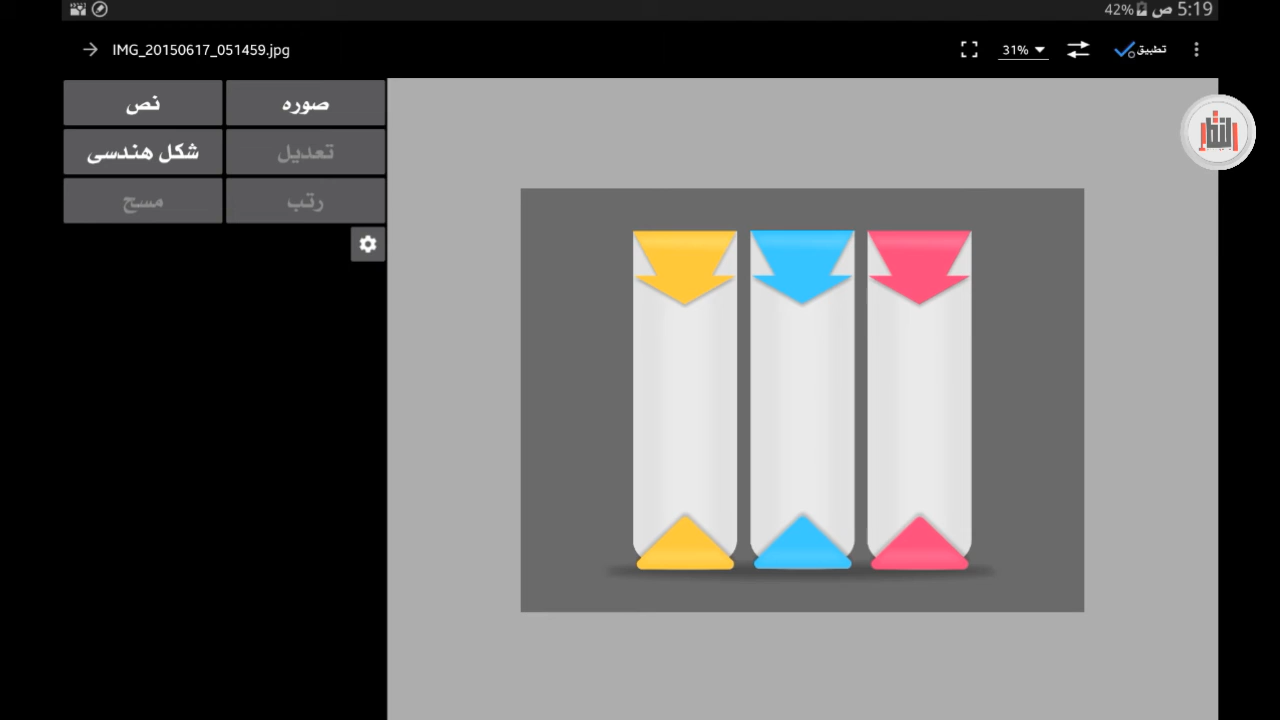 5:19 ص 42%
IMG_20150617_051459.jpg
31%
تطبيق
صوره
نص
تعديل
شكل هندسى
رتب
مسح